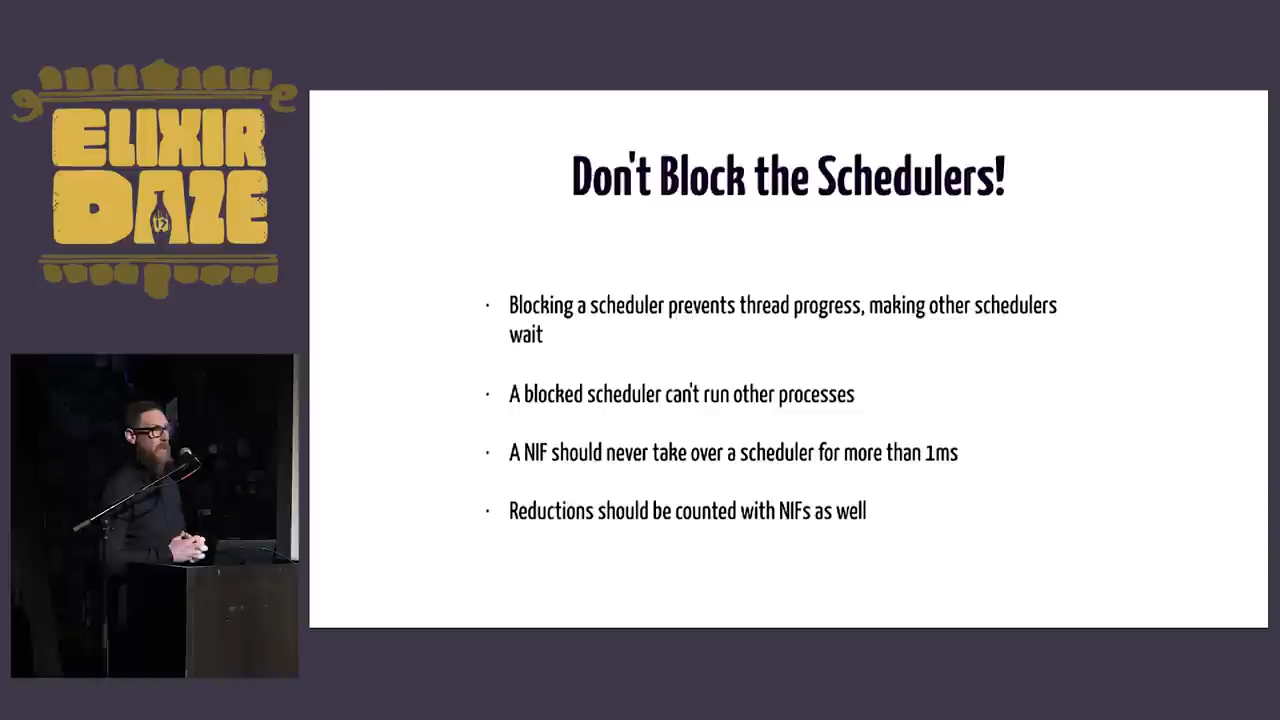 ELIXIR
DAZE
Don't Block the Schedulers!
· Blocking a scheduler prevents thread progress, making other schedulers
wait
· A blocked scheduler can't run other processes
· A NIF should never take over a scheduler for more than 1ms
· Reductions should be counted with NIFs as well